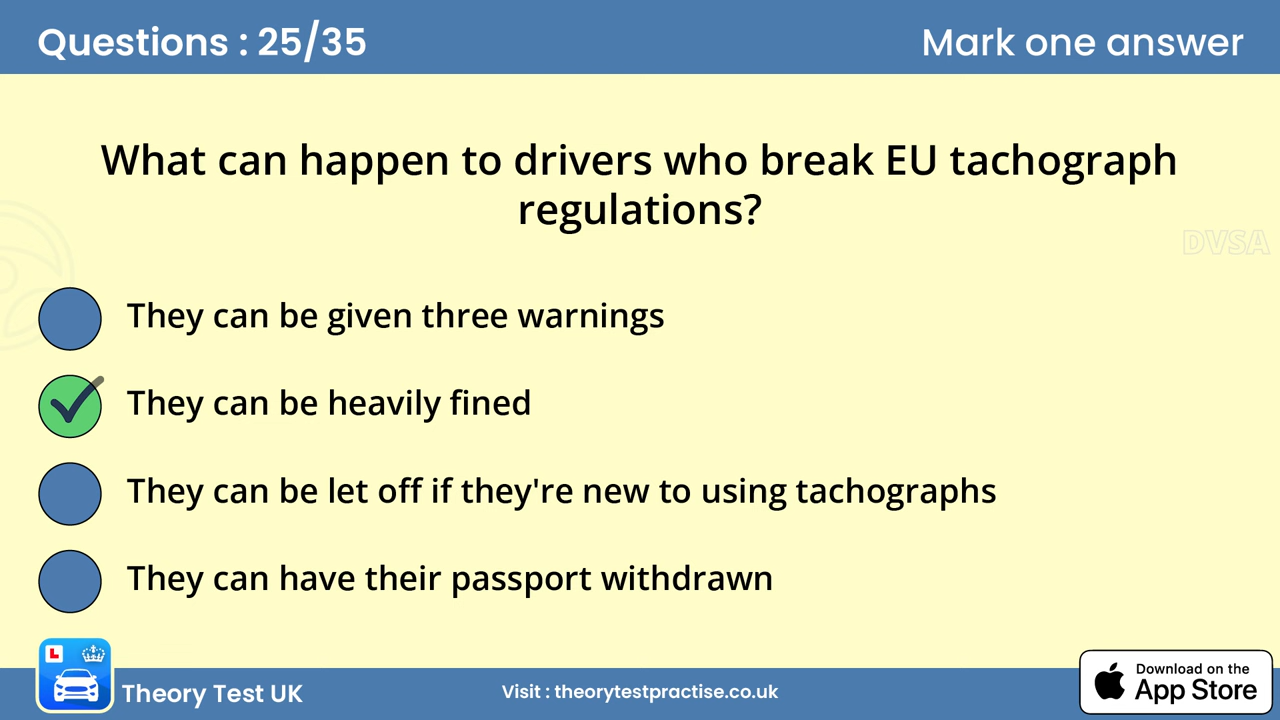 Questions : 25/35
Mark one answer
What can happen to drivers who break EU tachograph
regulations?
DVSA
They can be given three warnings
They can be heavily fined
They can be let off if they're new to using tachographs
They can have their passport withdrawn
L
Theory Test UK
Visit : theorytestpractise.co.uk
Download on the
App Store